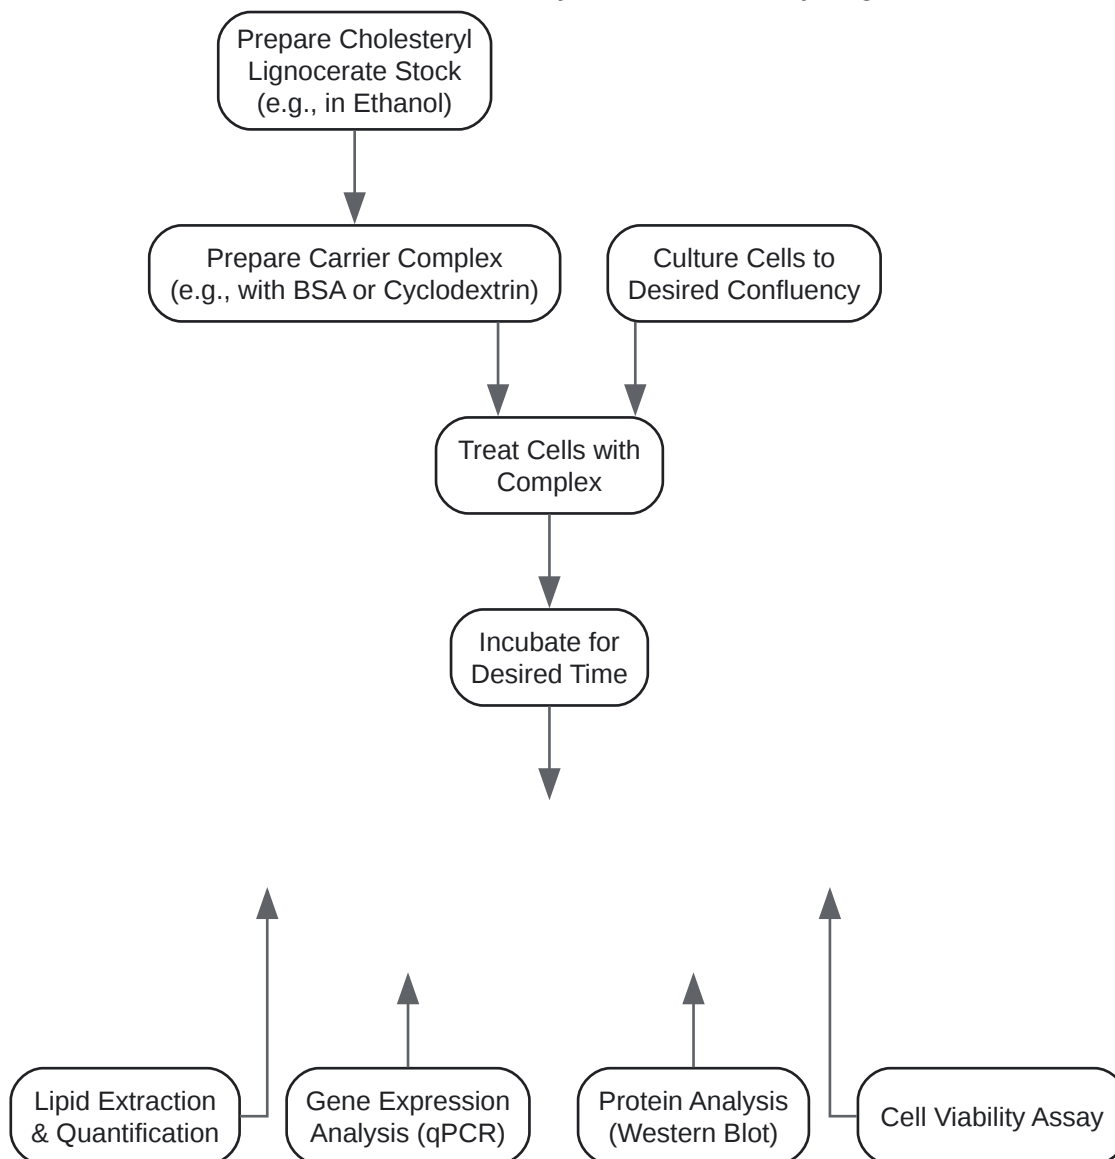 Prepare Cholesteryl
Lignocerate Stock
(e.g., in Ethanol)
Prepare Carrier Complex
(e.g., with BSA or Cyclodextrin)
Culture Cells to
Desired Confluency
Treat Cells with
Complex
Incubate for
Desired Time
Lipid Extraction
& Quantification
Gene Expression
Analysis (qPCR)
Protein Analysis
(Western Blot)
Cell Viability Assay